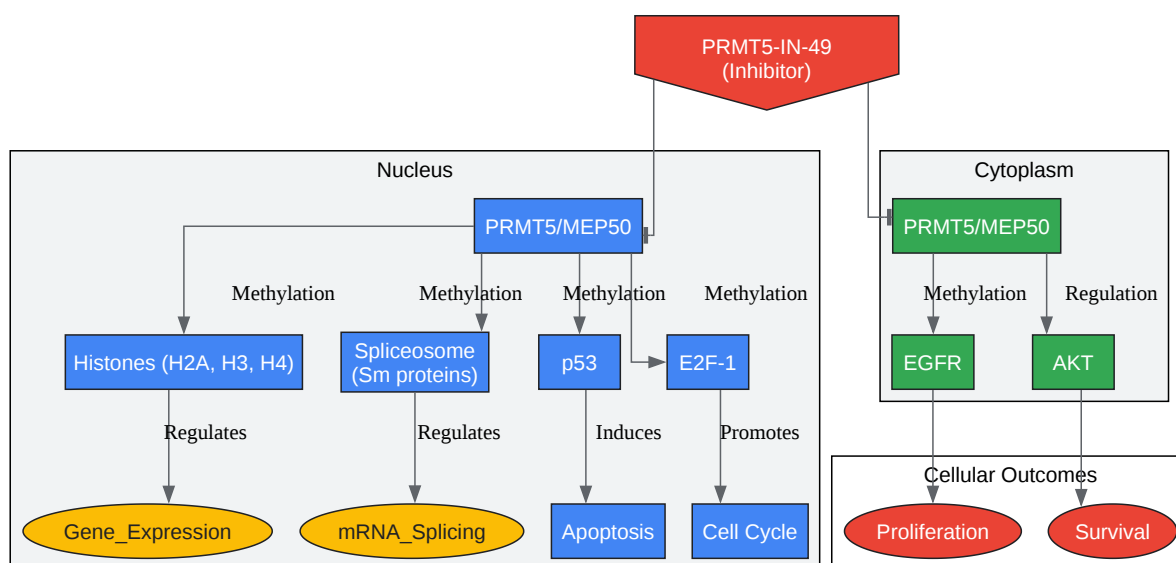 PRMT5-IN-49
(Inhibitor)
Nucleus
Cytoplasm
PRMT5/MEP50
PRMT5/MEP50
Methylation
Methylation
Methylation
Methylation
Methylation
Regulation
Histones (H2A, H3, H4)
Spliceosome
(Sm proteins)
p53
E2F-1
EGFR
AKT
Regulates
Regulates
Induces
Promotes
Cellular Outcomes
Gene_Expression
mRNA_Splicing
Apoptosis
Cell Cycle
Proliferation
Survival